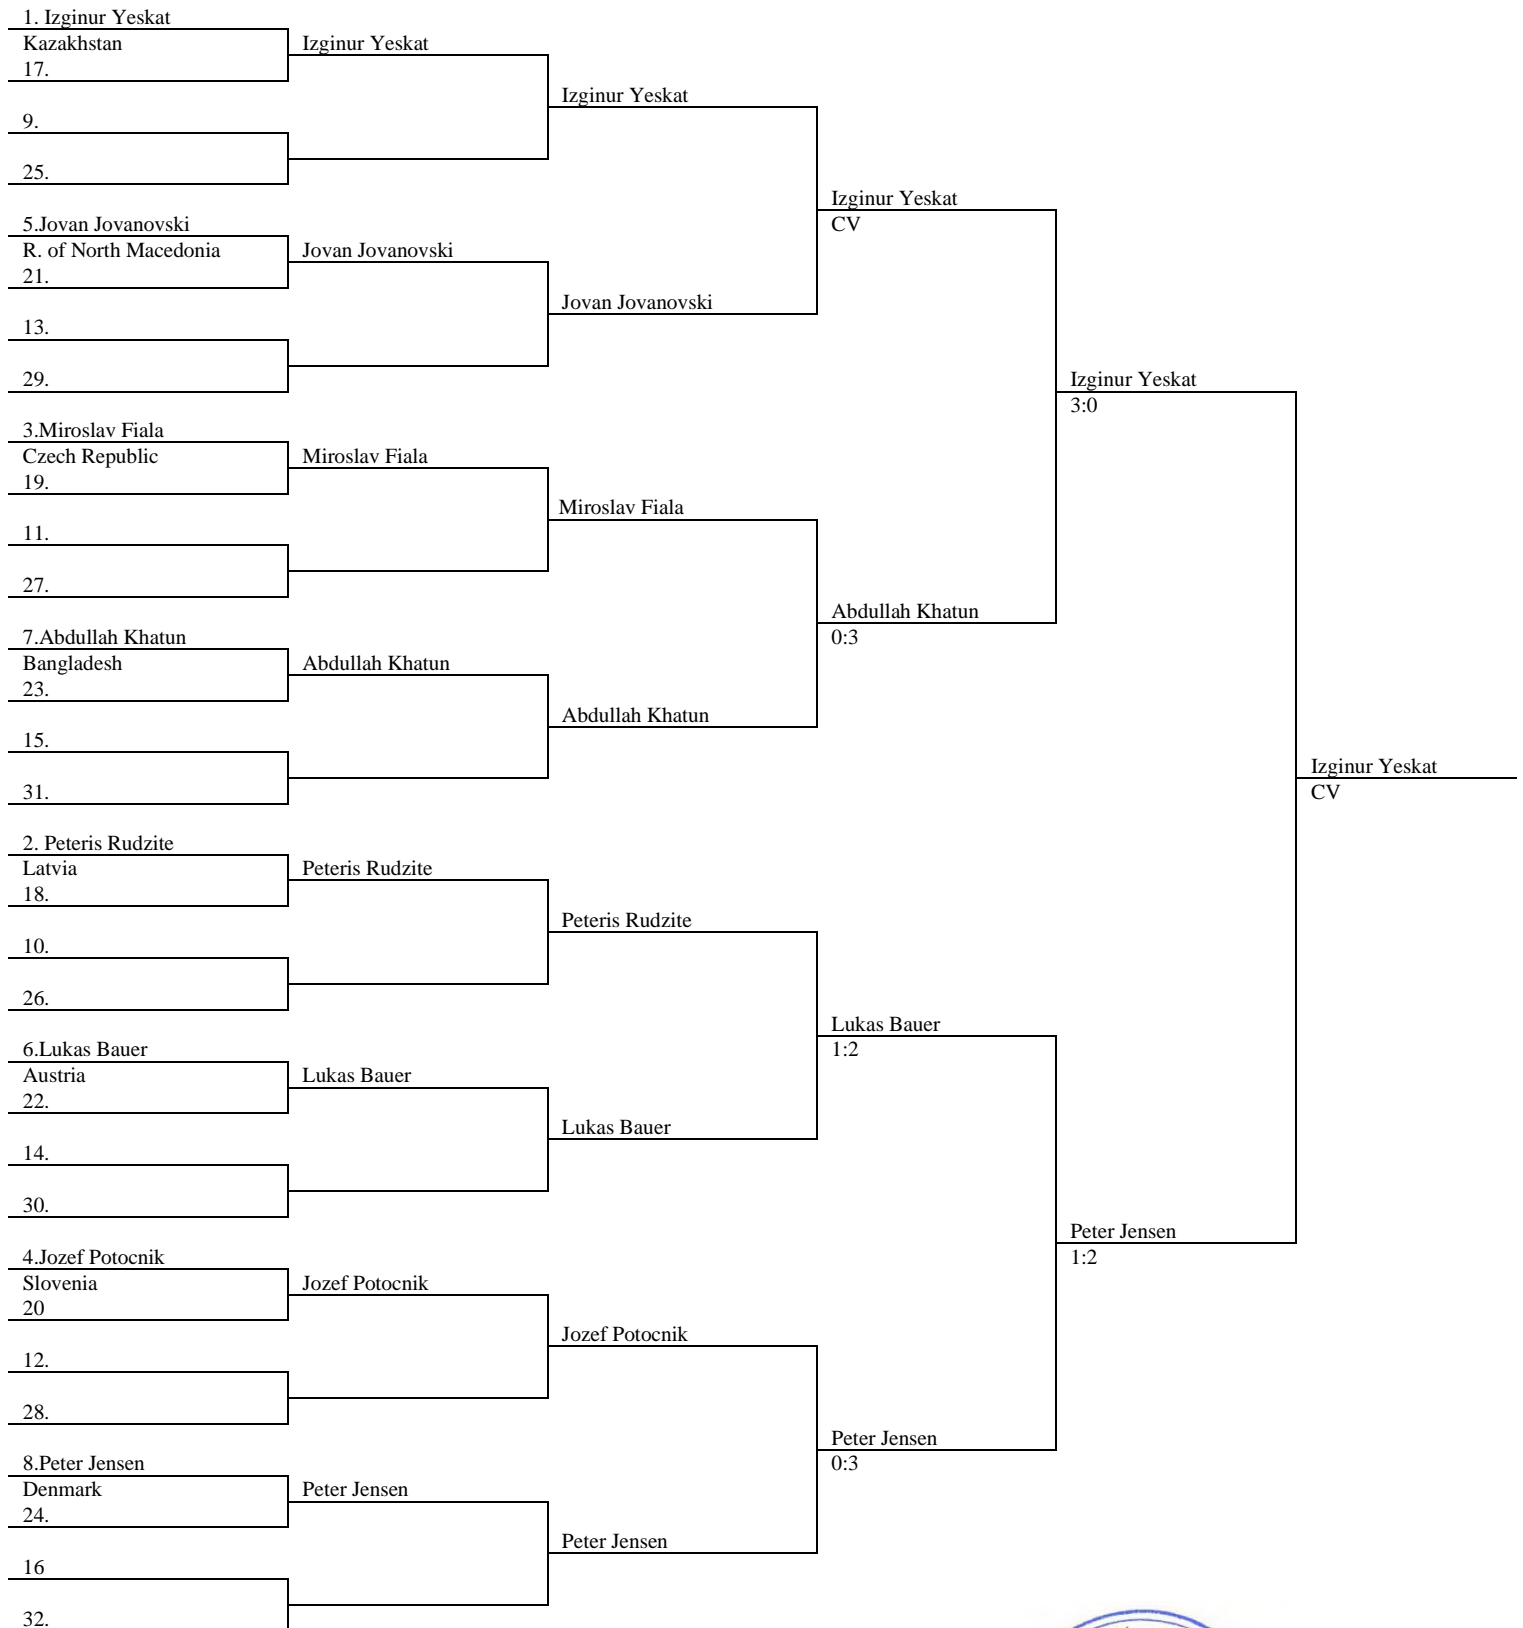 1. Izginur Yeskat
Kazakhstan
17.
9.
25.
5.Jovan Jovanovski
R. of North Macedonia
21.
13.
29.
3.Miroslav Fiala
Czech Republic
19.
11.
27.
7.Abdullah Khatun
Bangladesh
23.
15.
31.
2. Peteris Rudzite
Latvia
18.
10.
26.
6.Lukas Bauer
Austria
22.
14.
30.
4.Jozef Potocnik
Slovenia
20
12.
28.
8.Peter Jensen
Denmark
24.
16
32.
Izginur Yeskat
Jovan Jovanovski
Miroslav Fiala
Abdullah Khatun
Peteris Rudzite
Lukas Bauer
Jozef Potocnik
Peter Jensen
Izginur Yeskat
Jovan Jovanovski
Miroslav Fiala
Abdullah Khatun
Peteris Rudzite
Lukas Bauer
Jozef Potocnik
Peter Jensen
Izginur Yeskat
CV
Abdullah Khatun
0:3
Lukas Bauer
1:2
Peter Jensen
0:3
Izginur Yeskat
3:0
Peter Jensen
1:2
Izginur Yeskat
CV